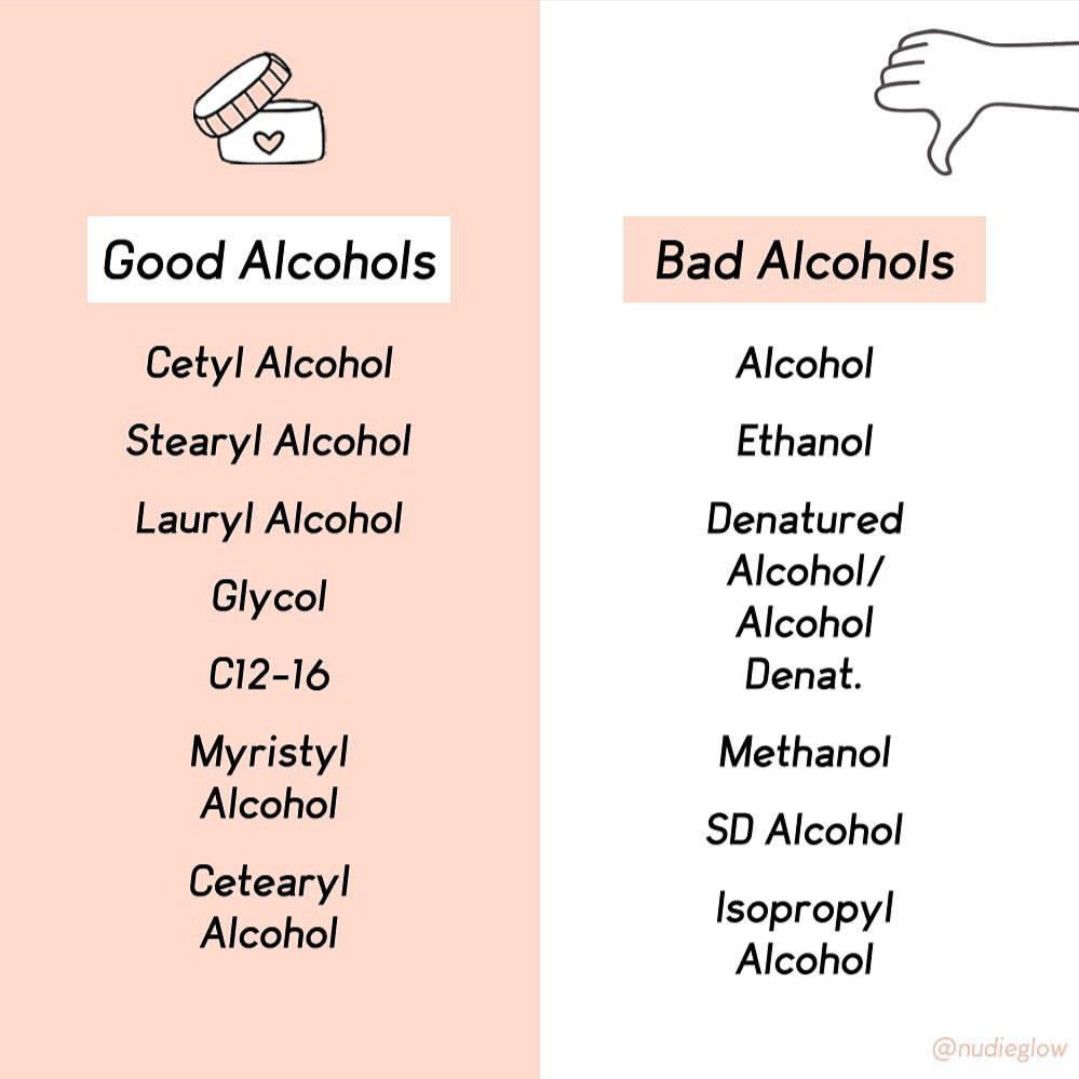 Good Alcohols
Cetyl Alcohol
Stearyl Alcohol
Lauryl Alcohol
Glycol
C12-16
Myristyl
Alcohol
Cetearyl
Alcohol
Bad Alcohols
Alcohol
Ethanol
Denatured
Alcohol/
Alcohol
Denat.
Methanol
SD Alcohol
Isopropyl
Alcohol
@nudieglow